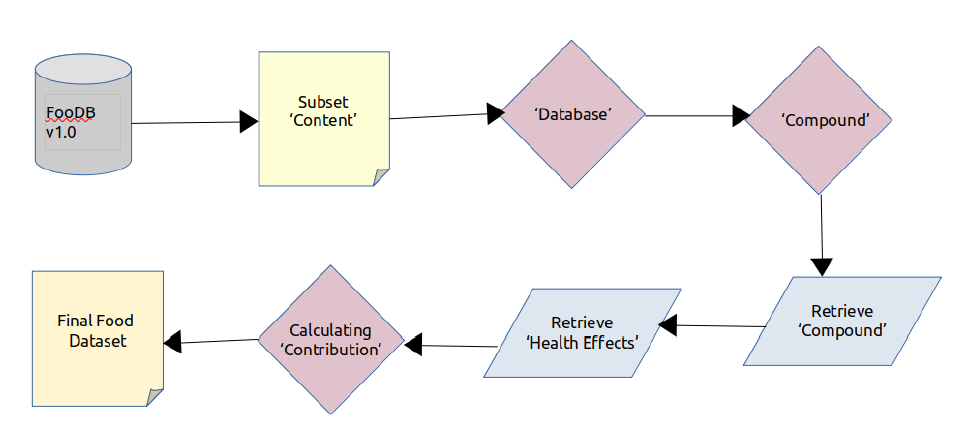 FooDB
v1.0
Subset
‘Content’
‘Database’
‘Compound’
Retrieve
‘Compound’
Retrieve
‘Health Effects’
Calculating
‘Contribution’
Final Food
Dataset